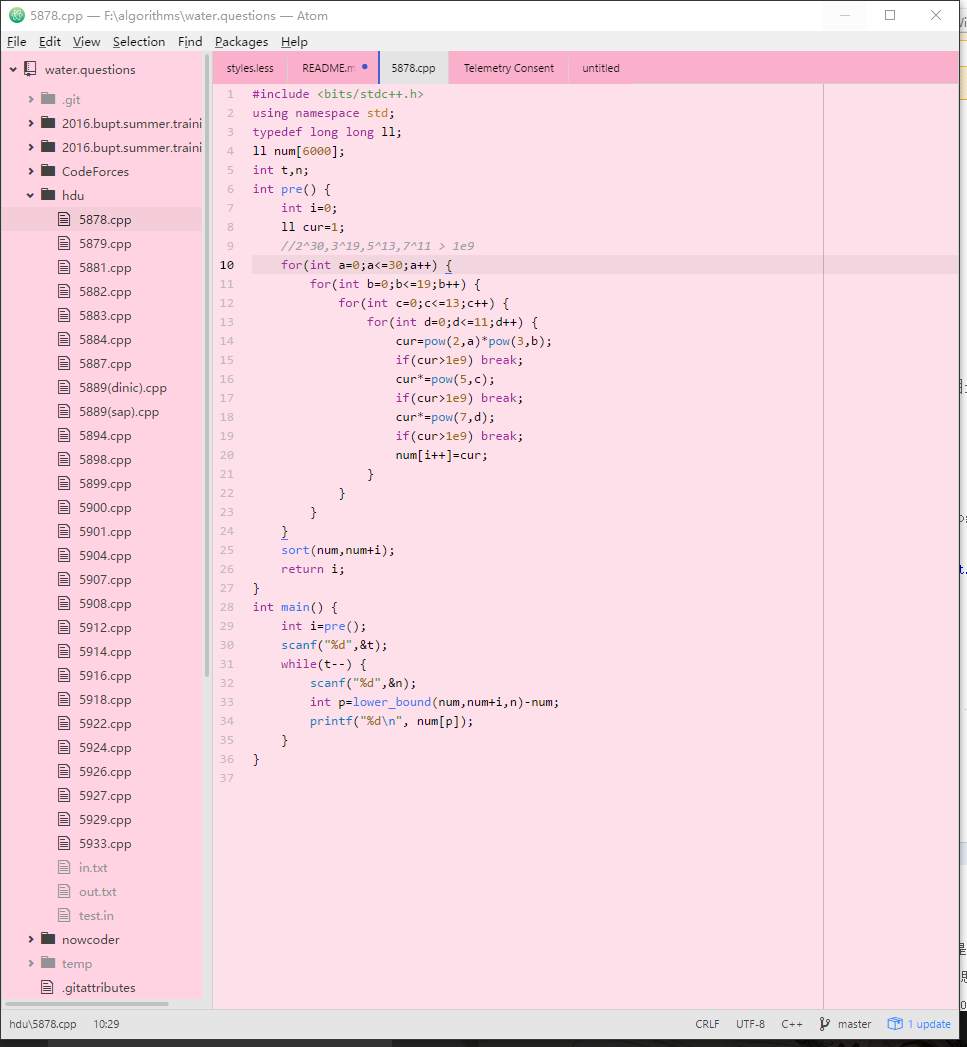 5878.cpp — F:\algorithms\water.questions — Atom
File Edit View Selection Find Packages Help
water.questions
.git
2016.bupt.summer.traini
2016.bupt.summer.traini
CodeForces
hdu
5878.cpp
5879.cpp
5881.cpp
5882.cpp
5883.cpp
5884.cpp
5887.cpp
5889(dinic).cpp
5889(sap).cpp
5894.cpp
5898.cpp
5899.cpp
5900.cpp
5901.cpp
5904.cpp
5907.cpp
5908.cpp
5912.cpp
5914.cpp
5916.cpp
5918.cpp
5922.cpp
5924.cpp
5926.cpp
5927.cpp
5929.cpp
5933.cpp
in.txt
out.txt
test.in
nowcoder
temp
.gitattributes
styles.less README.m 5878.cpp Telemetry Consent untitled
1 #include <bits/stdc++.h>
2 using namespace std;
3 typedef long long ll;
4 ll num[6000];
5 int t,n;
6 int pre() {
7     int i=0;
8     ll cur=1;
9     //2^30,3^19,5^13,7^11 > 1e9
10     for(int a=0;a<=30;a++) {
11         for(int b=0;b<=19;b++) {
12             for(int c=0;c<=13;c++) {
13                 for(int d=0;d<=11;d++) {
14                     cur=pow(2,a)*pow(3,b);
15                     if(cur>1e9) break;
16                     cur*=pow(5,c);
17                     if(cur>1e9) break;
18                     cur*=pow(7,d);
19                     if(cur>1e9) break;
20                     num[i++]=cur;
21                 }
22             }
23         }
24     }
25     sort(num,num+i);
26     return i;
27 }
28 int main() {
29     int i=pre();
30     scanf("%d",&t);
31     while(t--) {
32         scanf("%d",&n);
33         int p=lower_bound(num,num+i,n)-num;
34         printf("%d\n", num[p]);
35     }
36 }
37
hdu\5878.cpp 10:29 CRLF UTF-8 C++ master 1 update